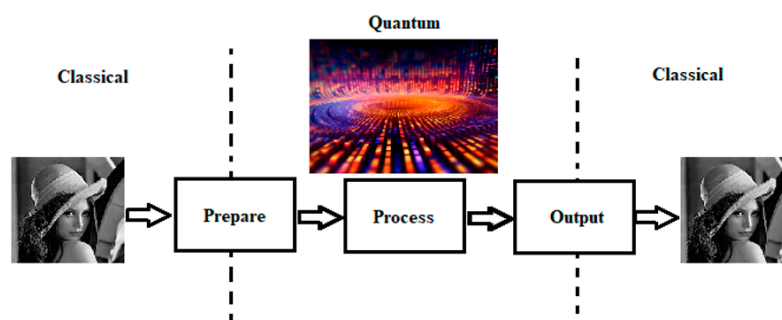 Quantum
Classical
Classical
Prepare
Process
Output